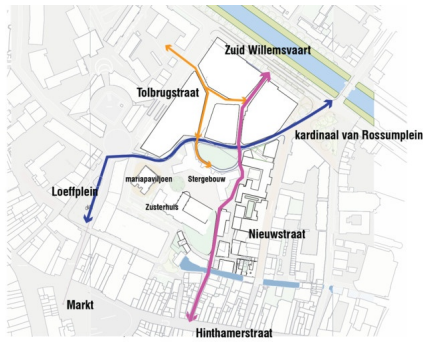 Zuid Willemsvaart
Tolbrugstraat
kardinaal van Rossumplein
mariapaviljoen
Stergebouw
Loeffplein
Zusterhuis
Nieuwstraat
Markt
Hinthamerstraat